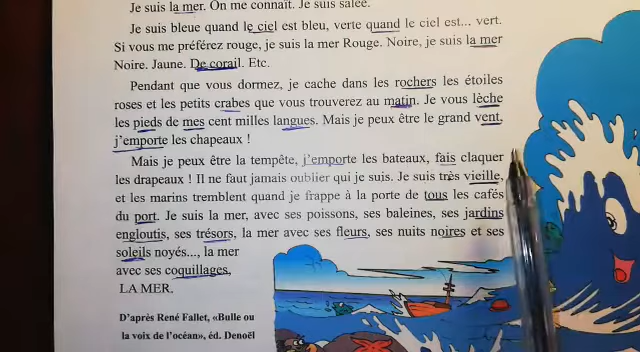 Je suis la mer. On me connaît. Je suis salée.
Je suis bleue quand le ciel est bleu, verte quand le ciel est... vert.
Si vous me préférez rouge, je suis la mer Rouge. Noire, je suis la mer
Noire. Jaune. De corail. Etc.
Pendant que vous dormez, je cache dans les rochers les étoiles
roses et les petits crabes que vous trouverez au matin. Je vous lèche
les pieds de mes cent milles langues. Mais je peux être le grand vent,
j'emporte les chapeaux !
Mais je peux être la tempête, j'emporte les bateaux, fais claquer
les drapeaux ! Il ne faut jamais oublier qui je suis. Je suis très vieille,
et les marins tremblent quand je frappe à la porte de tous les cafés
du port. Je suis la mer, avec ses poissons, ses baleines, ses jardins
engloutis, ses trésors, la mer avec ses fleurs, ses nuits noires et ses
soleils noyés..., la mer
avec ses coquillages,
LA MER.
D'après René Fallet, «Bulle ou
la voix de l'océan», éd. Denoël